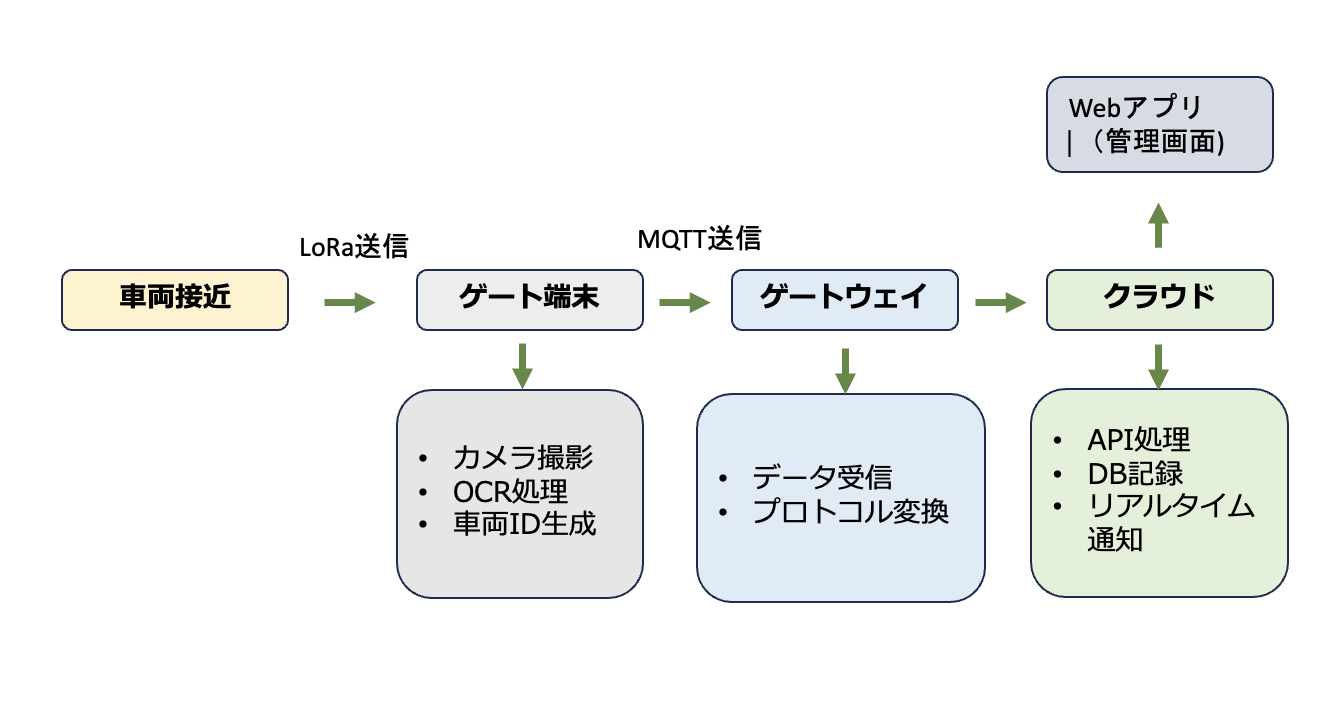 Webアプリ
|（管理画面)
LoRa送信
MQTT送信
車両接近
ゲート端末
ゲートウェイ
クラウド
• カメラ撮影
• OCR処理
• 車両ID生成
• データ受信
• プロトコル変換
• API処理
• DB記録
• リアルタイム
通知